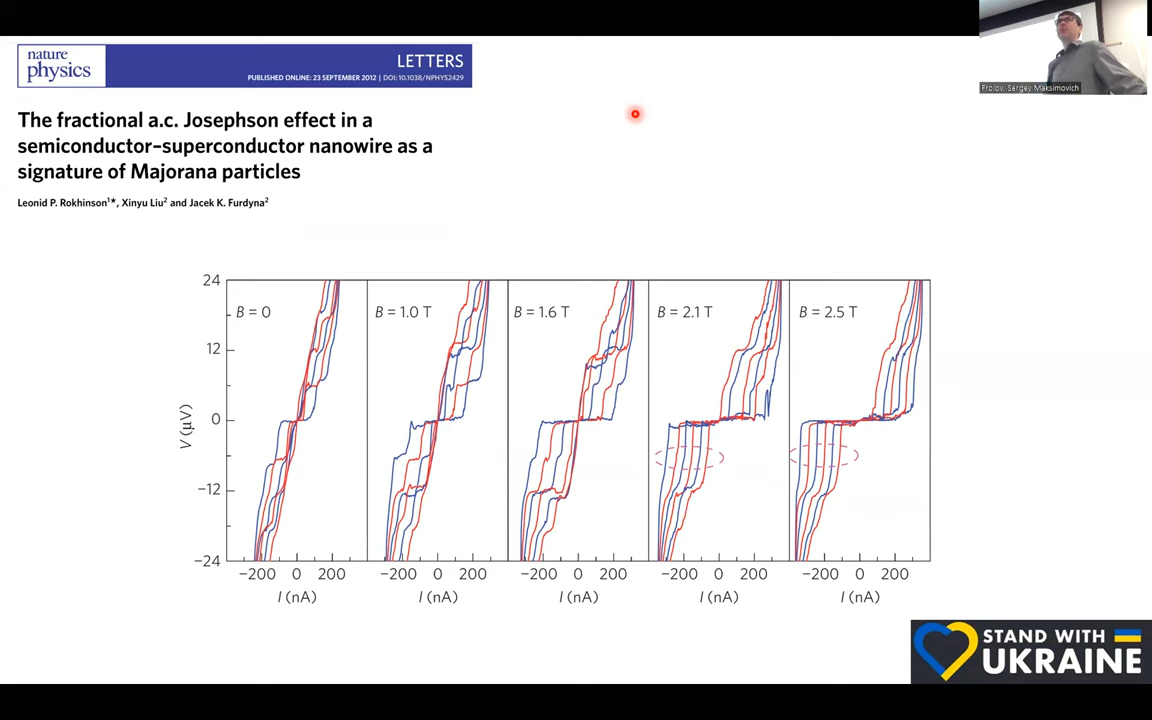 nature
physics
LETTERS
PUBLISHED ONLINE: 23 SEPTEMBER 2012 | DOI: 10.1038/NPHYS2429
Frolov, Sergey Maksimovich
The fractional a.c. Josephson effect in a
semiconductor–superconductor nanowire as a
signature of Majorana particles
Leonid P. Rokhinson1*, Xinyu Liu2 and Jacek K. Furdyna2
24
12
0
−12
−24
V (μV)
B = 0
B = 1.0 T
B = 1.6 T
B = 2.1 T
B = 2.5 T
−200 0 200
−200 0 200
−200 0 200
−200 0 200
−200 0 200
I (nA)
I (nA)
I (nA)
I (nA)
I (nA)
STAND WITH
UKRAINE